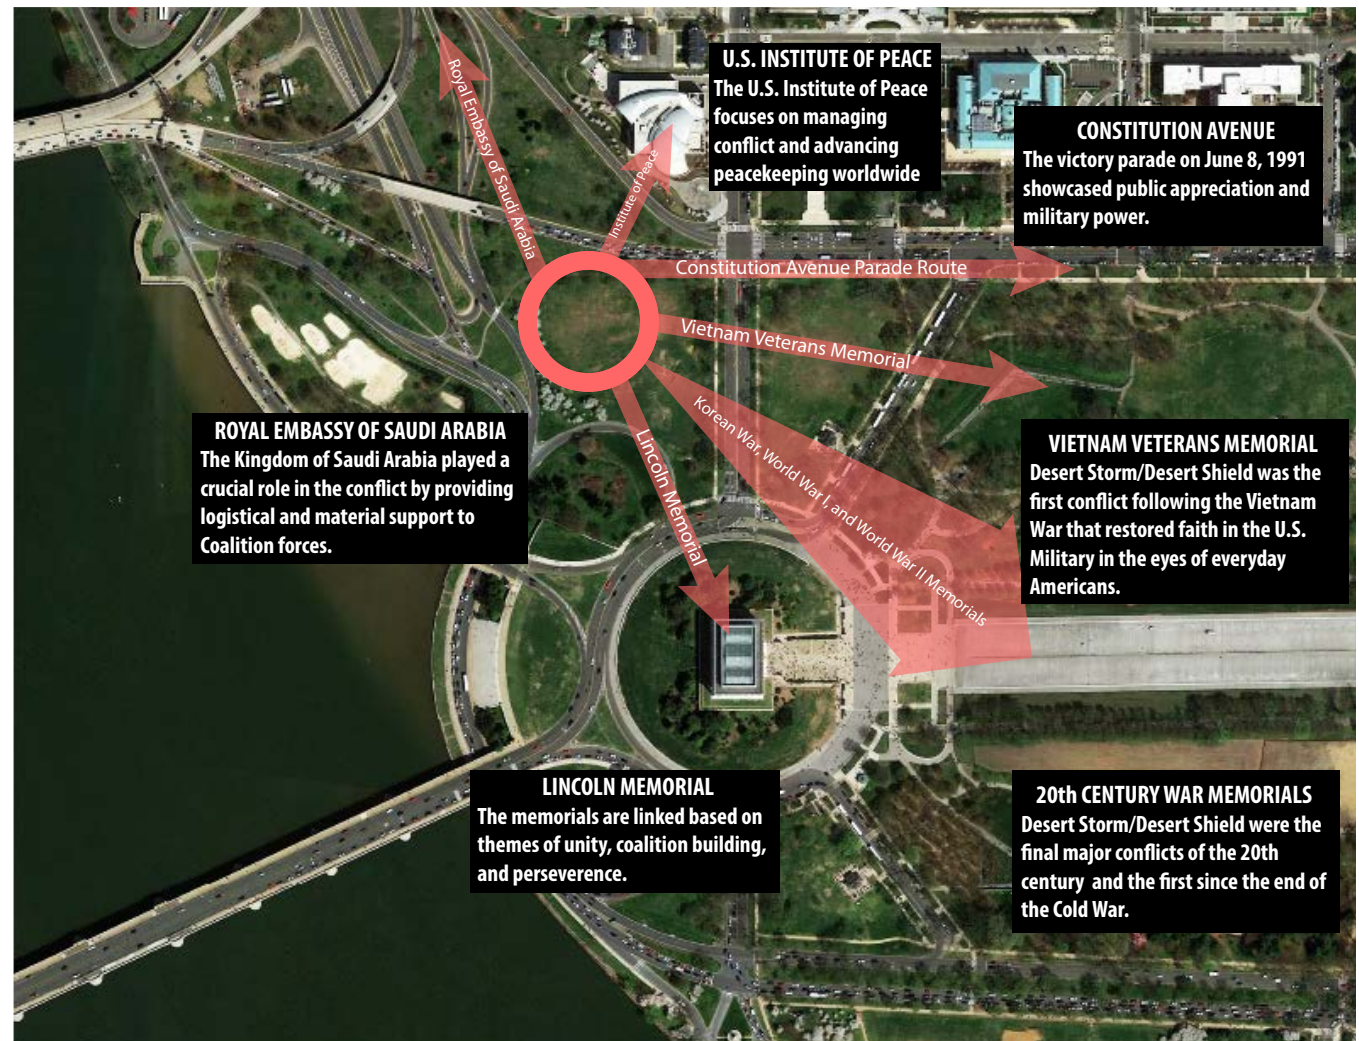 U.S. INSTITUTE OF PEACE
The U.S. Institute of Peace
focuses on managing
conflict and advancing
peacekeeping worldwide
CONSTITUTION AVENUE
The victory parade on June 8, 1991
showcased public appreciation and
military power.
Royal Embassy of Saudi Arabia
Institute of Peace
Constitution Avenue Parade Route
Vietnam Veterans Memorial
Korean War, World War I, and World War II Memorials
Lincoln Memorial
ROYAL EMBASSY OF SAUDI ARABIA
The Kingdom of Saudi Arabia played a
crucial role in the conflict by providing
logistical and material support to
Coalition forces.
VIETNAM VETERANS MEMORIAL
Desert Storm/Desert Shield was the
first conflict following the Vietnam
War that restored faith in the U.S.
Military in the eyes of everyday
Americans.
LINCOLN MEMORIAL
The memorials are linked based on
themes of unity, coalition building,
and perseverence.
20th CENTURY WAR MEMORIALS
Desert Storm/Desert Shield were the
final major conflicts of the 20th
century and the first since the end of
the Cold War.